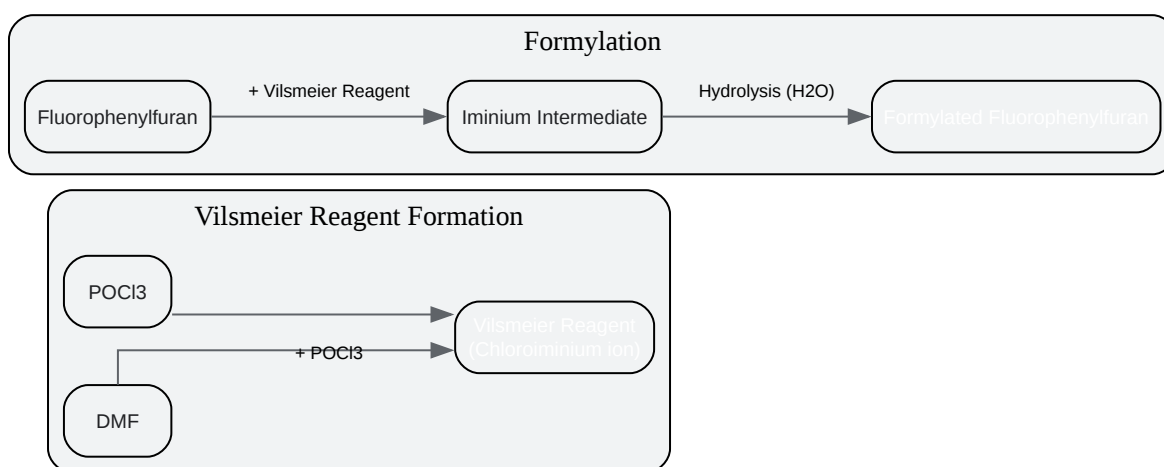 Formylation
Fluorophenylfuran
+ Vilsmeier Reagent
Iminium Intermediate
Hydrolysis (H2O)
Formylated Fluorophenylfuran
Vilsmeier Reagent Formation
POCl3
Vilsmeier Reagent
(Chloroiminium ion)
+ POCl3
DMF